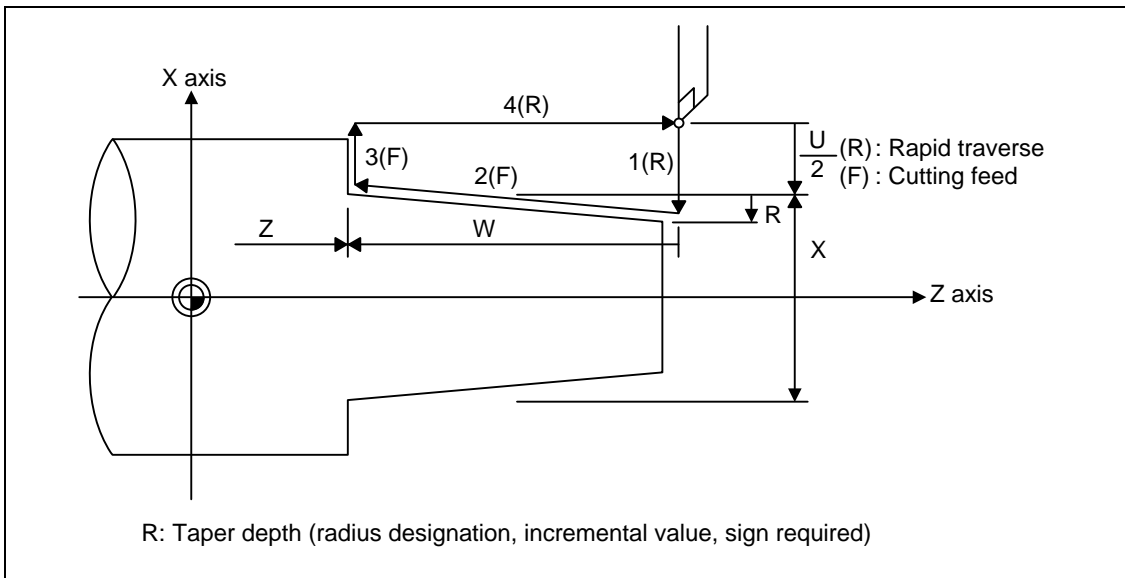 X axis
4(R)
3(F)
2(F)
1(R)
U
2
(R) : Rapid traverse
(F) : Cutting feed
R
Z
W
X
Z axis
R: Taper depth (radius designation, incremental value, sign required)